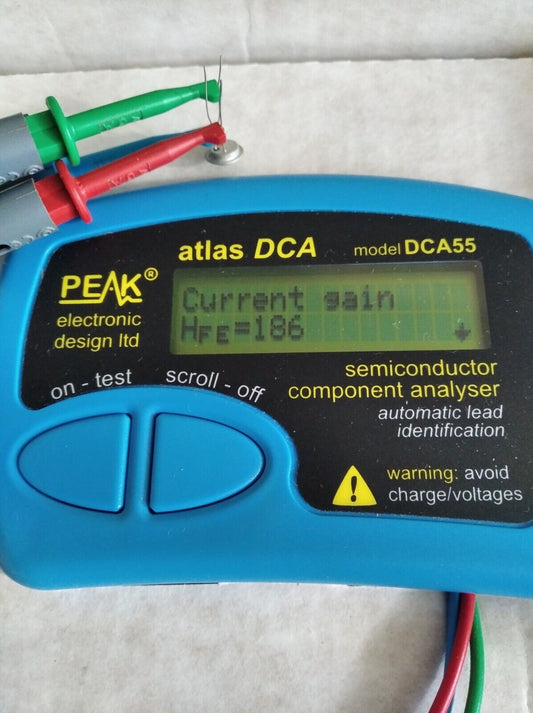 atlas DCA
model DCA55
PEAK®
electronic
design ltd
Current gain
HFE=186
on - test
scroll - off
semiconductor
component analyser
automatic lead
identification
warning: avoid
charge/voltages